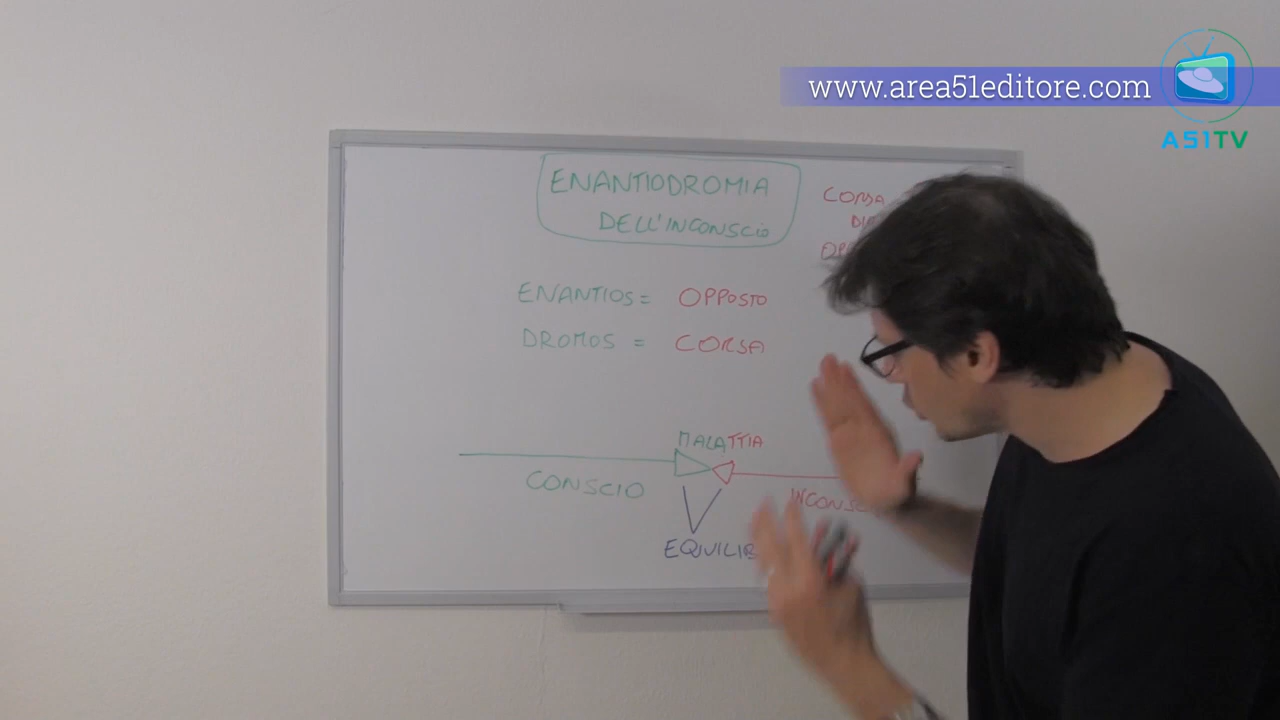 www.area51editore.com
A51TV
ENANTIODROMIA
DELL'INCONSCIO
CORSA
ENANTIOS = OPPOSTO
DROMOS = CORSA
MALATTIA
CONSCIO